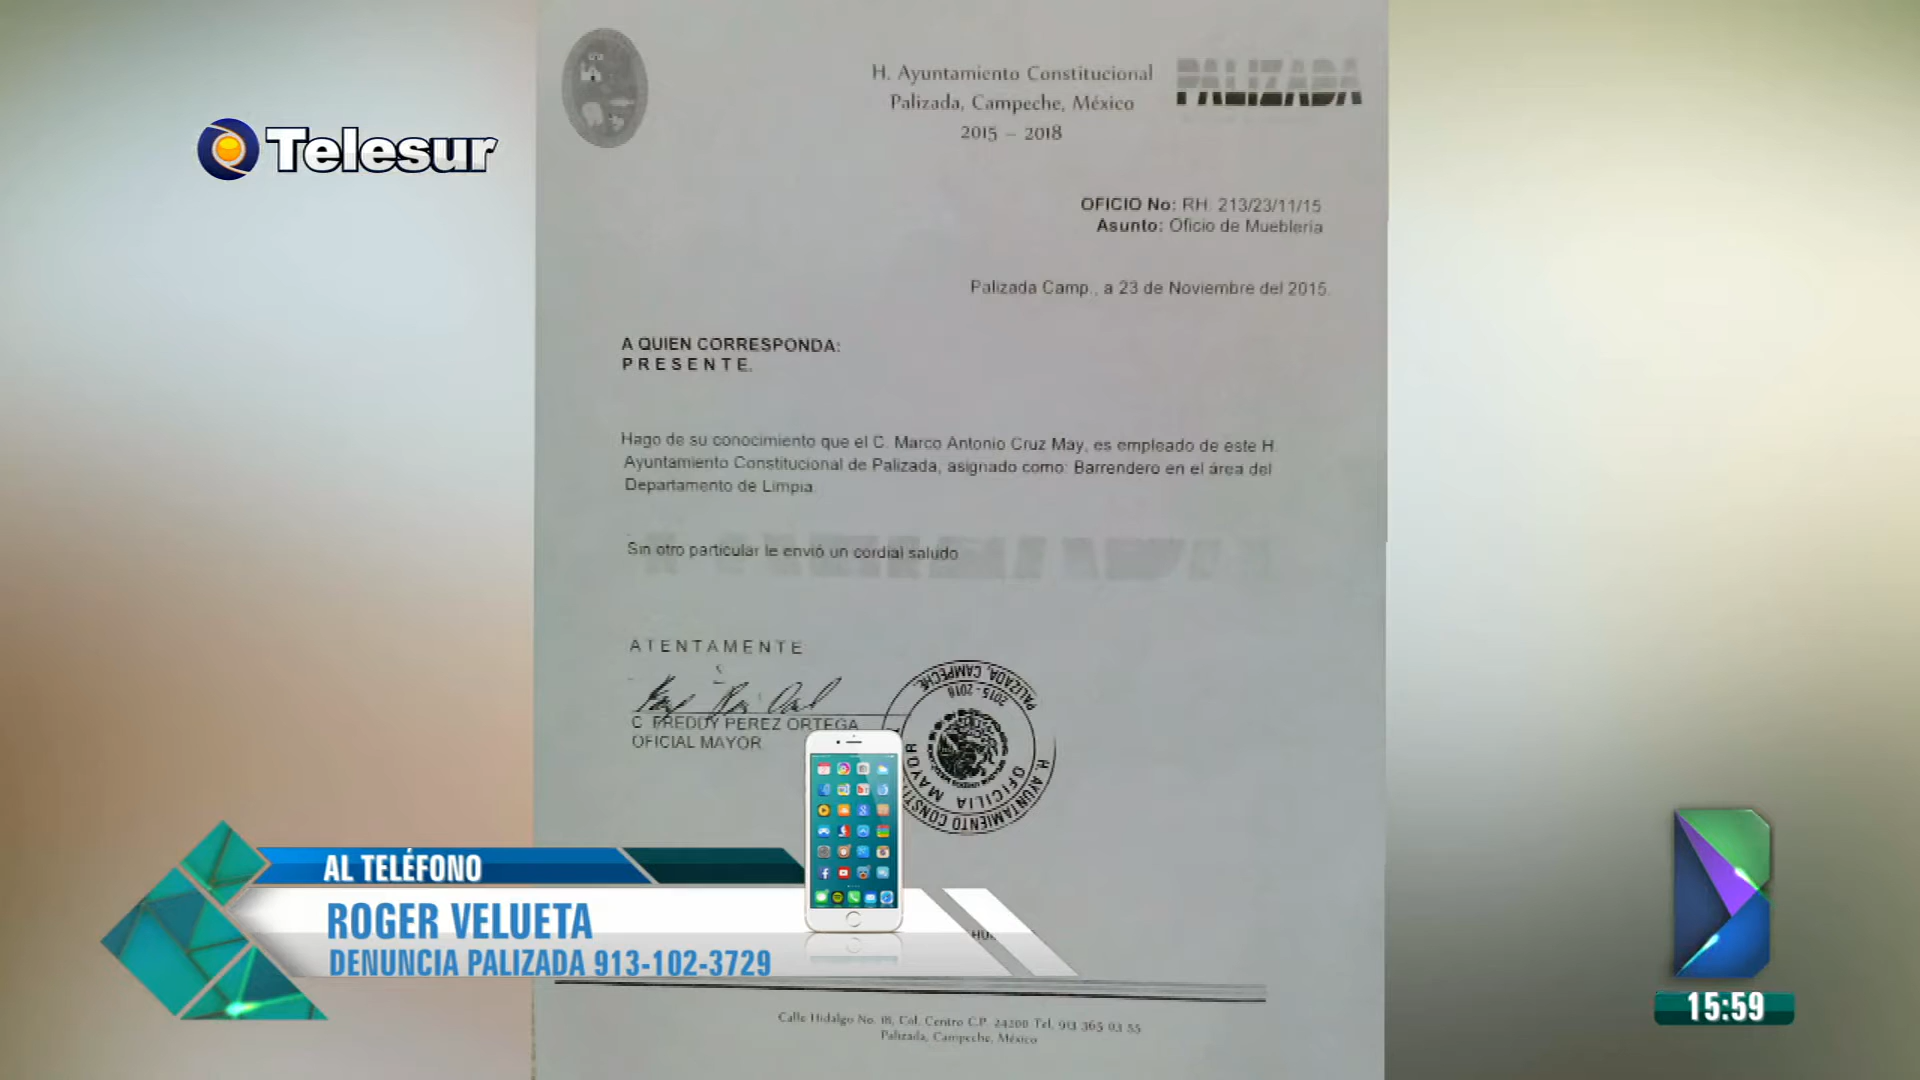 Telesur
H. Ayuntamiento Constitucional
Palizada, Campeche, México
2015 – 2018
PALIZADA
OFICIO No: RH. 213/23/11/15
Asunto: Oficio de Mueblería
Palizada Camp., a 23 de Noviembre del 2015.
A QUIEN CORRESPONDA:
P R E S E N T E.
Hago de su conocimiento que el C. Marco Antonio Cruz May, es empleado de este H.
Ayuntamiento Constitucional de Palizada, asignado como: Barrendero en el área del
Departamento de Limpia.
Sin otro particular le envió un cordial saludo
A T E N T A M E N T E
C FREDDY PEREZ ORTEGA
OFICIAL MAYOR
PALIZADA, CAMPECHE.
2015 - 2018
OFICILIA MAYOR
H. AYUNTAMIENTO
AL TELÉFONO
ROGER VELUETA
DENUNCIA PALIZADA 913-102-3729
15:59
Calle Hidalgo No. 18, Col. Centro C.P. 24200 Tel. 913 365 03 55
Palizada, Campeche, México